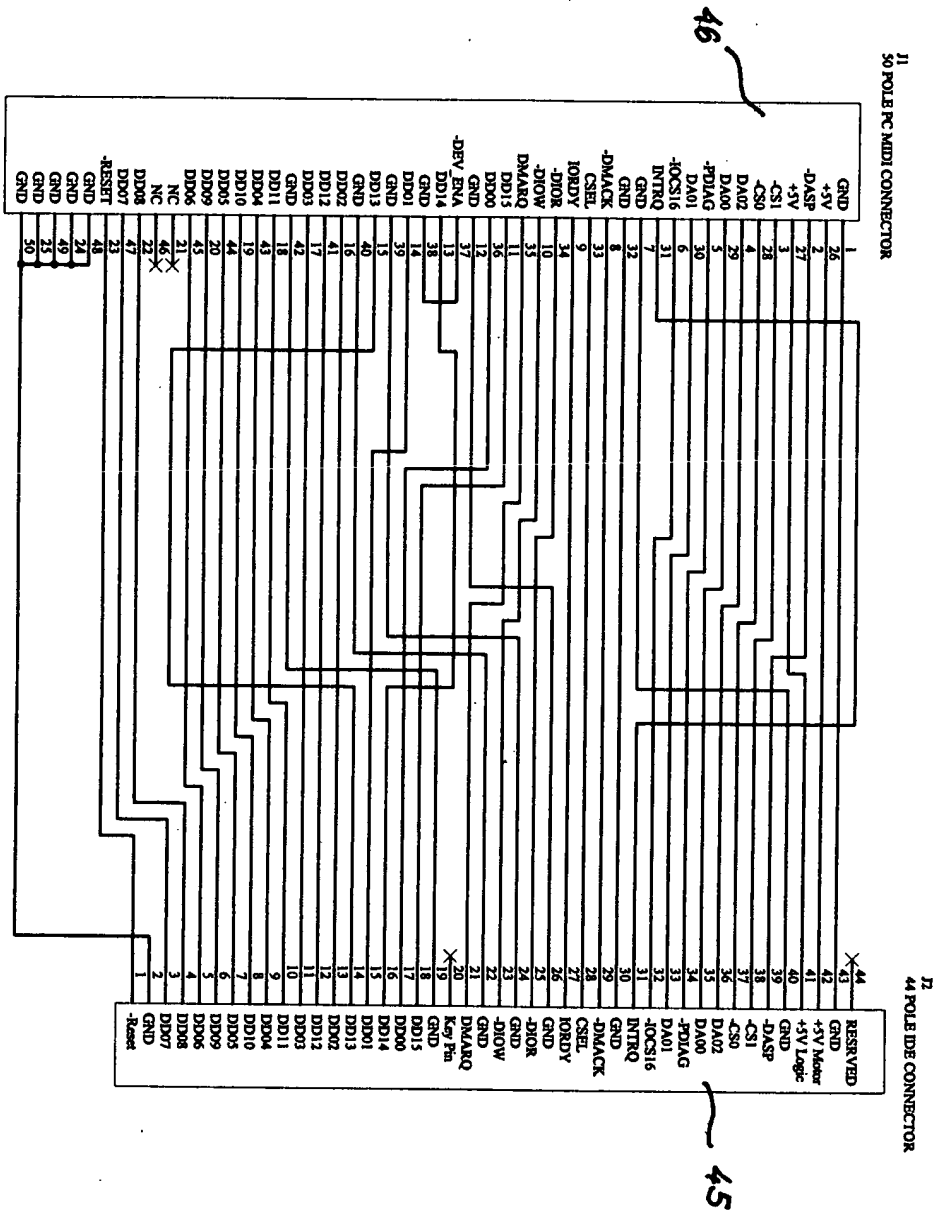 J1
50 POLE PC MIDI CONNECTOR
46
GND 1
+5V 26
-DASP 2
+5V 27
-CS1 3
-CS0 28
DA02 4
DA00 29
-PDIAG 5
DA01 30
-IOCS16 6
INTRQ 31
GND 7
GND 32
-DMACK 8
CSEL 33
IORDY 9
-DIOR 34
-DIOW 10
DMARQ 35
DD15 11
DD00 36
GND 12
-DEV_ENA 37
DD14 13
GND 38
DD01 14
GND 39
DD13 15
GND 40
DD02 16
DD12 41
DD03 17
GND 42
DD11 18
DD04 43
DD10 19
DD05 44
DD09 20
DD06 45
NC 21
NC 46
DD08 22
DD07 47
-RESET 23
GND 48
GND 24
GND 49
GND 25
GND 50
J2
44 POLE IDE CONNECTOR
44 RESRVED
43 GND
42 +5V Motor
41 +5V Logic
40 GND
39 -DASP
38 -CS1
37 -CS0
36 DA02
35 DA00
34 -PDIAG
33 DA01
32 -IOCS16
31 INTRQ
30 GND
29 -DMACK
28 CSEL
27 IORDY
26 GND
25 -DIOR
24 GND
23 -DIOW
22 GND
21 DMARQ
20 Key Pin
19 GND
18 DD15
17 DD00
16 DD14
15 DD01
14 DD13
13 DD02
12 DD12
11 DD03
10 DD11
9 DD04
8 DD10
7 DD05
6 DD09
5 DD06
4 DD08
3 DD07
2 GND
1 -Reset
45